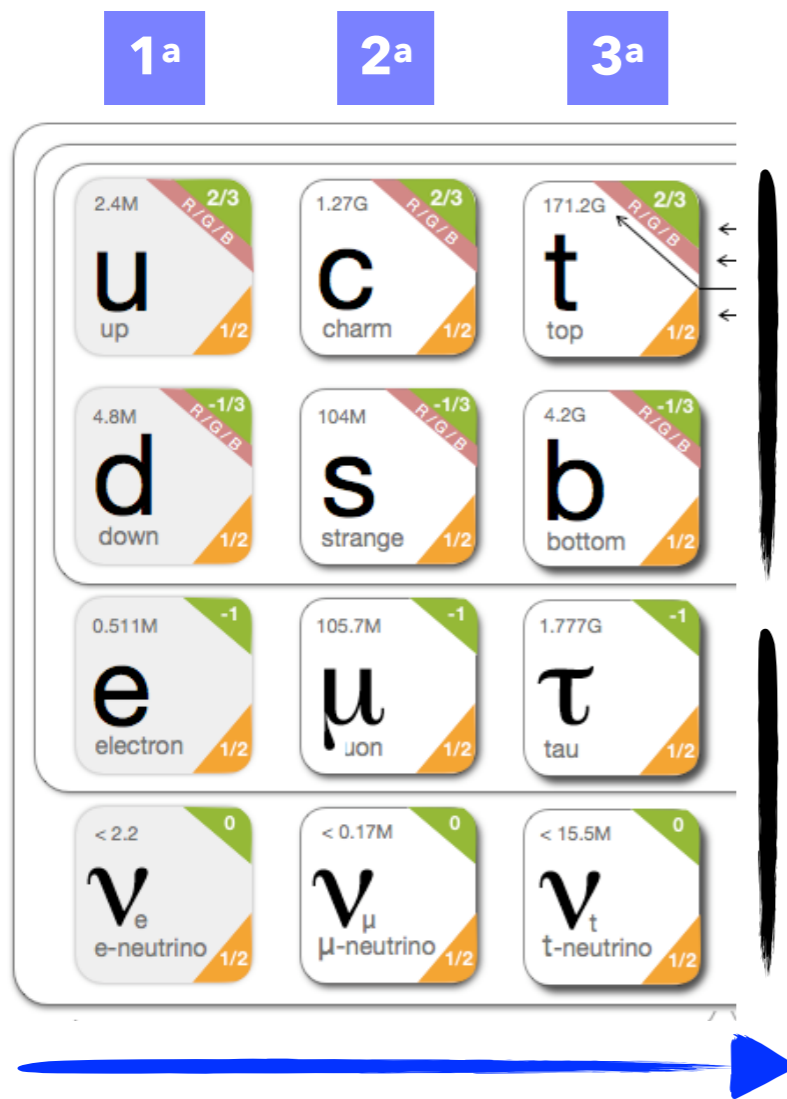 1ª 2ª 3ª
2.4M 2/3 1.27G 2/3 171.2G 2/3
R/G/B R/G/B R/G/B
u c t
up 1/2 charm 1/2 top 1/2
4.8M -1/3 104M -1/3 4.2G -1/3
R/G/B R/G/B R/G/B
d s b
down 1/2 strange 1/2 bottom 1/2
0.511M -1 105.7M -1 1.777G -1
e μ τ
electron 1/2 uon 1/2 tau 1/2
< 2.2 0 < 0.17M 0 < 15.5M 0
νe νμ νt
e-neutrino 1/2 μ-neutrino 1/2 t-neutrino 1/2